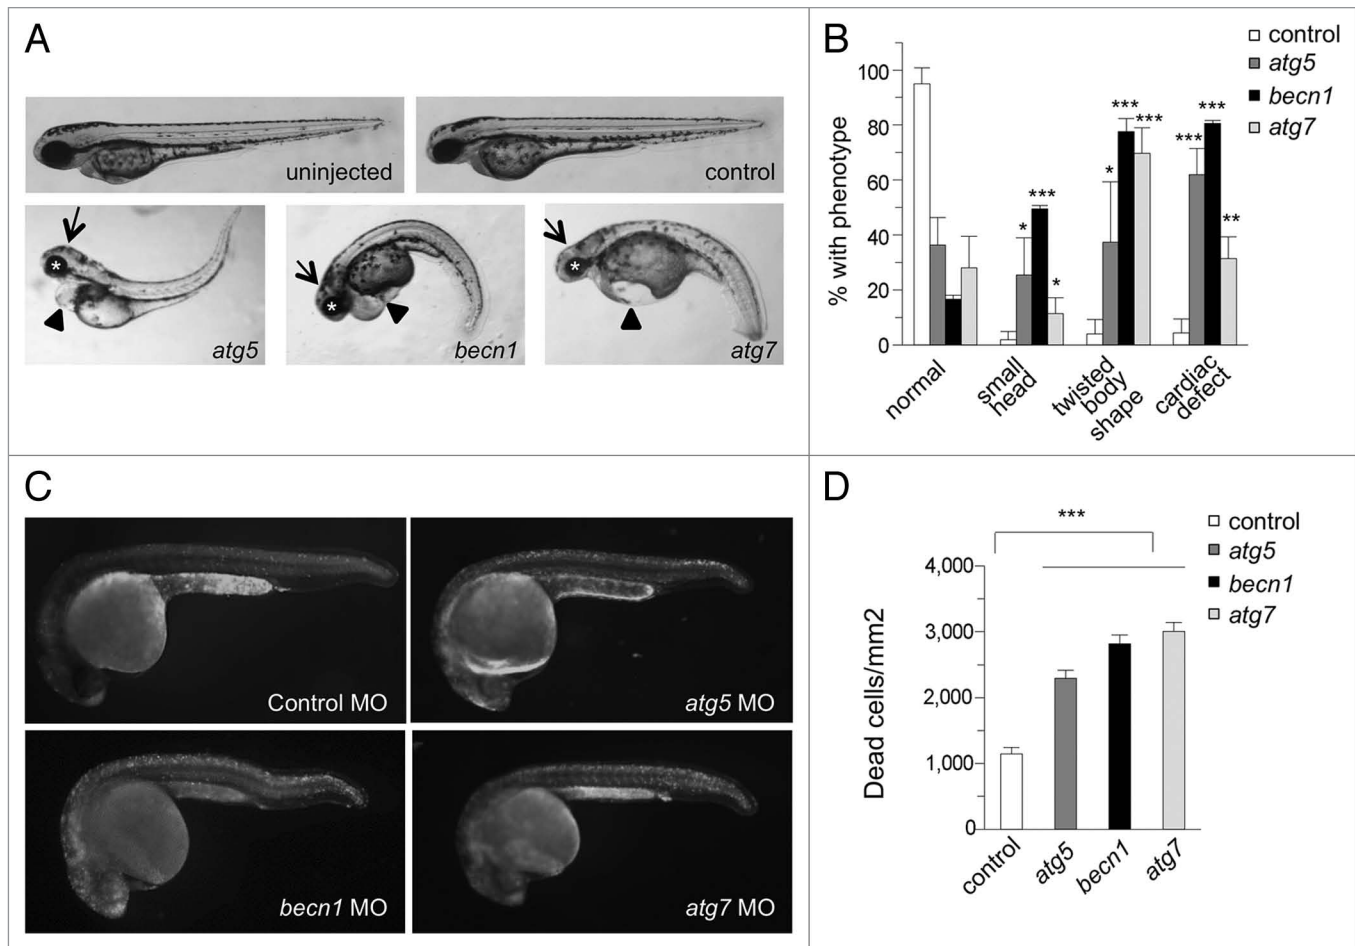 A
uninjected
control
*
atg5
*
becn1
*
atg7
B
control
atg5
becn1
atg7
% with phenotype
100
80
60
40
20
0
*
***
*
*
***
***
***
***
**
normal
small
head
twisted
body
shape
cardiac
defect
C
Control MO
atg5 MO
becn1 MO
atg7 MO
D
***
control
atg5
becn1
atg7
Dead cells/mm2
4,000
3,000
2,000
1,000
0
control
atg5
becn1
atg7